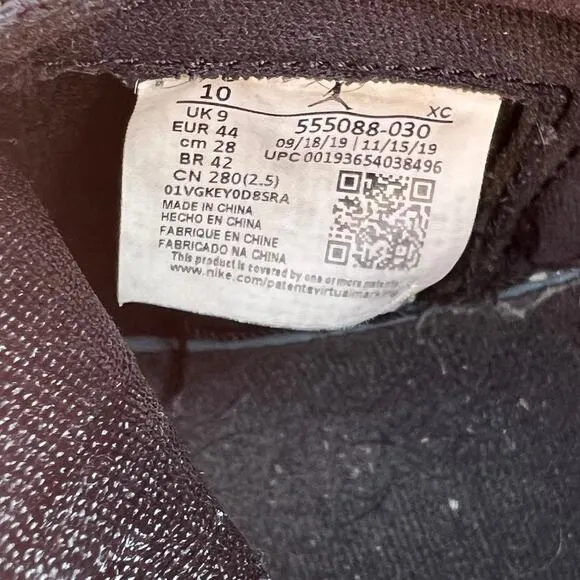 10
XC
UK 9
EUR 44
cm 28
BR 42
CN 280(2.5)
01VGKEY0D8SRA
555088-030
09/18/19 | 11/15/19
UPC 00193654038496
MADE IN CHINA
HECHO EN CHINA
FABRIQUE EN CHINE
FABRICADO NA CHINA
This product is covered by one or more patents
www.nike.com/patentsvirtualmarking